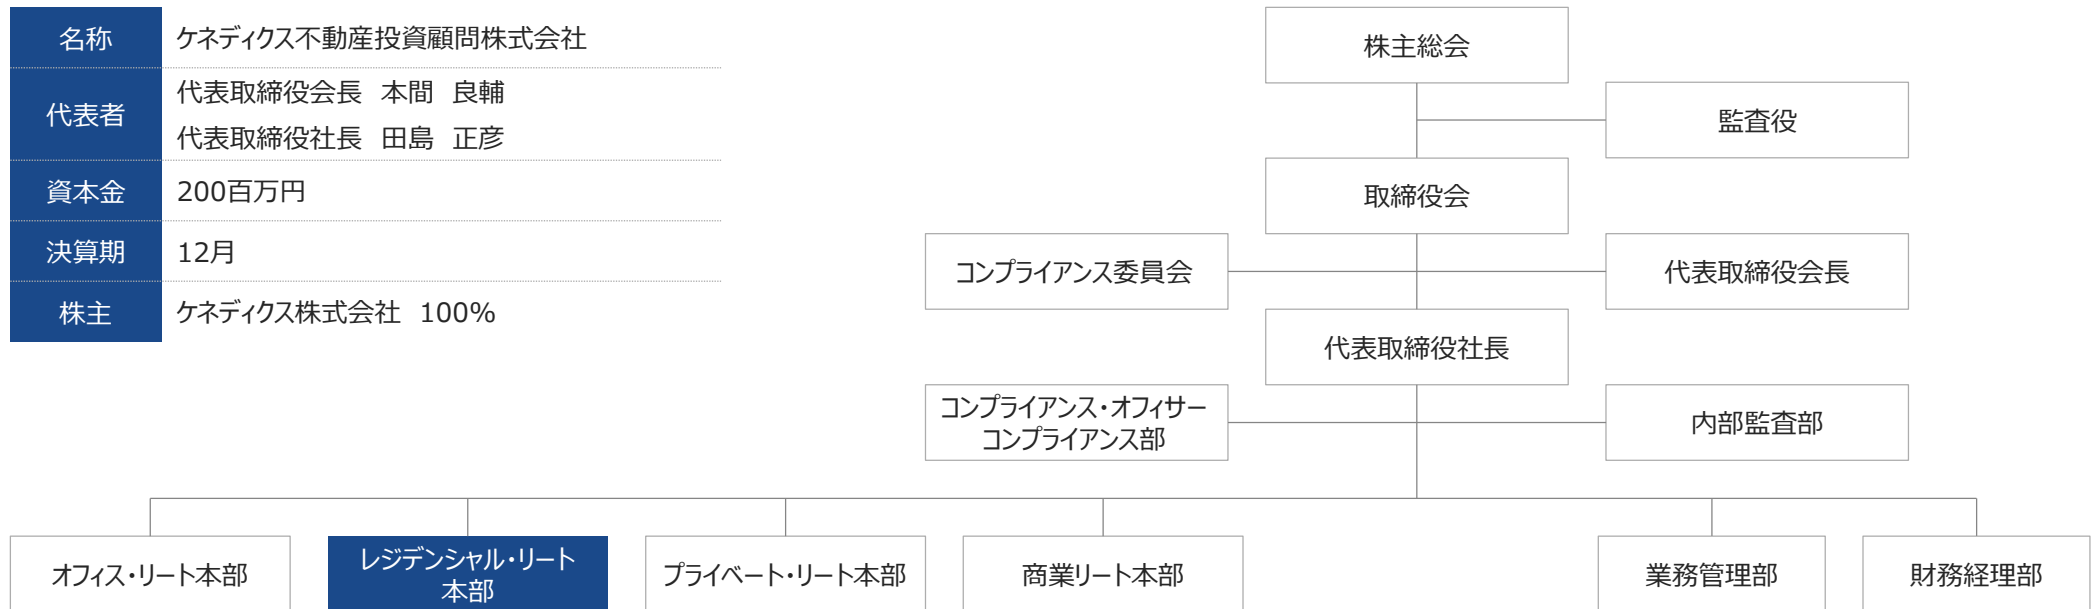 名称 ケネディクス不動産投資顧問株式会社
代表者 代表取締役会長 本間 良輔
代表取締役社長 田島 正彦
資本金 200百万円
決算期 12月
株主 ケネディクス株式会社 100%
株主総会
監査役
取締役会
コンプライアンス委員会
代表取締役会長
代表取締役社長
コンプライアンス・オフィサー
コンプライアンス部
内部監査部
オフィス・リート本部
レジデンシャル・リート
本部
プライベート・リート本部
商業リート本部
業務管理部
財務経理部